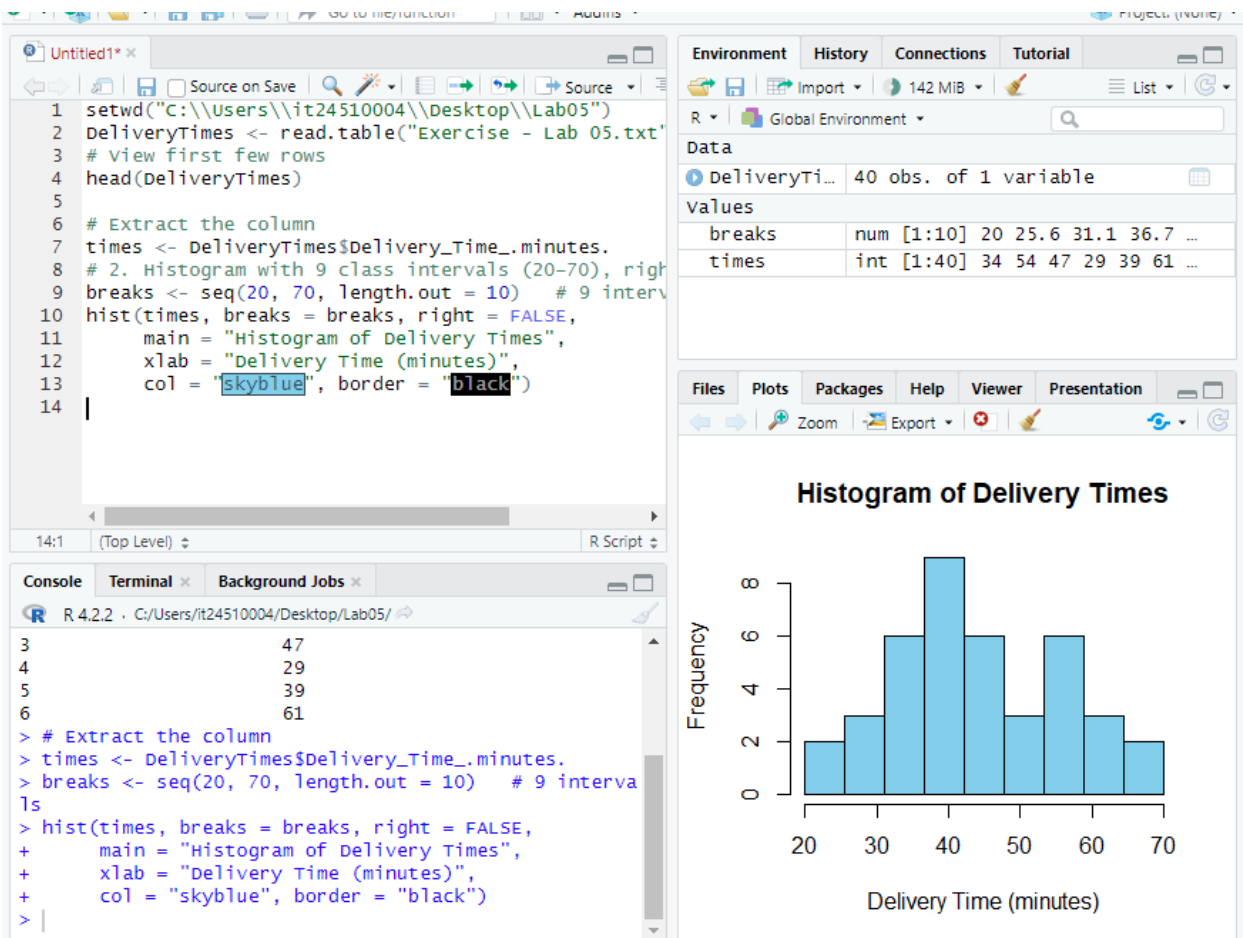 Go to file/function
Addins
Project: (None)
Untitled1*
Source on Save
Source
1 setwd("C:\\Users\\it24510004\\Desktop\\Lab05")
2 DeliveryTimes <- read.table("Exercise - Lab 05.txt"
3 # View first few rows
4 head(DeliveryTimes)
5
6 # Extract the column
7 times <- DeliveryTimes$Delivery_Time_.minutes.
8 # 2. Histogram with 9 class intervals (20-70), righ
9 breaks <- seq(20, 70, length.out = 10) # 9 interv
10 hist(times, breaks = breaks, right = FALSE,
11 main = "Histogram of Delivery Times",
12 xlab = "Delivery Time (minutes)",
13 col = "skyblue", border = "black")
14
14:1 (Top Level) R Script
Console Terminal Background Jobs
R 4.2.2 · C:/Users/it24510004/Desktop/Lab05/
3 47
4 29
5 39
6 61
> # Extract the column
> times <- DeliveryTimes$Delivery_Time_.minutes.
> breaks <- seq(20, 70, length.out = 10) # 9 interva
ls
> hist(times, breaks = breaks, right = FALSE,
+ main = "Histogram of Delivery Times",
+ xlab = "Delivery Time (minutes)",
+ col = "skyblue", border = "black")
>
Environment History Connections Tutorial
Import 142 MiB List
R Global Environment
Data
DeliveryTi… 40 obs. of 1 variable
Values
breaks num [1:10] 20 25.6 31.1 36.7 …
times int [1:40] 34 54 47 29 39 61 …
Files Plots Packages Help Viewer Presentation
Zoom Export
Histogram of Delivery Times
Frequency
8
6
4
2
0
20 30 40 50 60 70
Delivery Time (minutes)